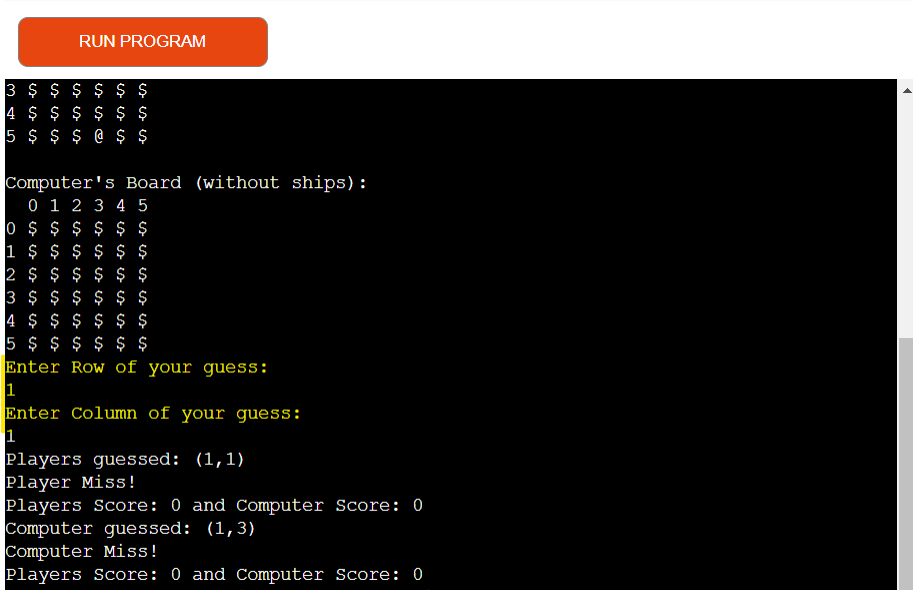 RUN PROGRAM
3 $ $ $ $ $ $
4 $ $ $ $ $ $
5 $ $ $ @ $ $
Computer's Board (without ships):
  0 1 2 3 4 5
0 $ $ $ $ $ $
1 $ $ $ $ $ $
2 $ $ $ $ $ $
3 $ $ $ $ $ $
4 $ $ $ $ $ $
5 $ $ $ $ $ $
Enter Row of your guess:
1
Enter Column of your guess:
1
Players guessed: (1,1)
Player Miss!
Players Score: 0 and Computer Score: 0
Computer guessed: (1,3)
Computer Miss!
Players Score: 0 and Computer Score: 0